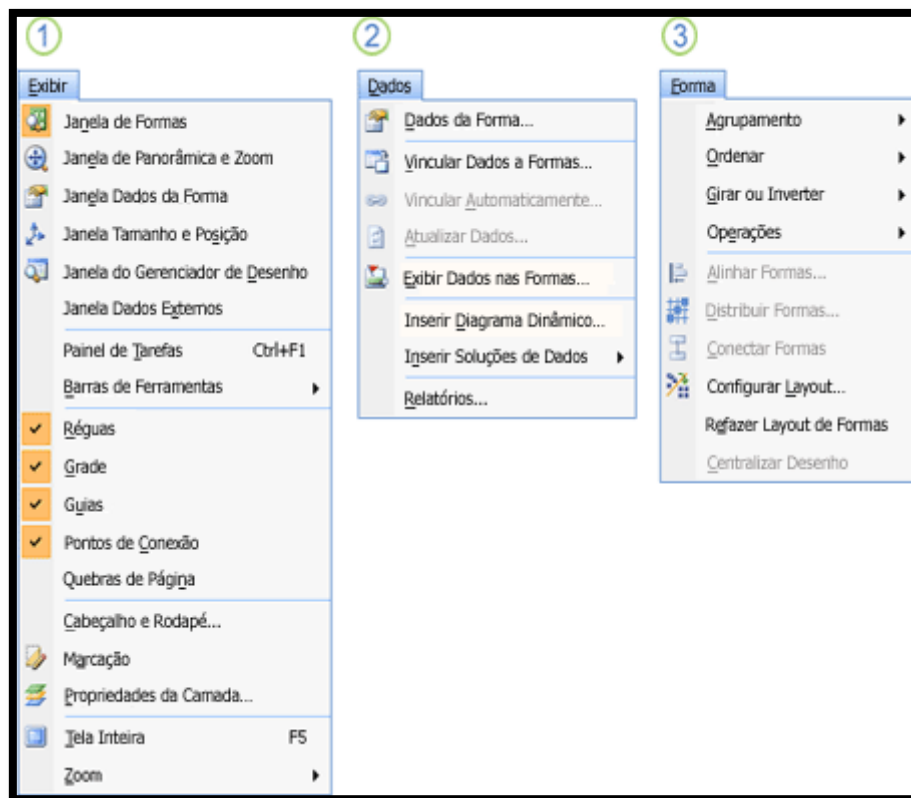 1
Exibir
Janela de Formas
Janela de Panorâmica e Zoom
Janela Dados da Forma
Janela Tamanho e Posição
Janela do Gerenciador de Desenho
Janela Dados Externos
Painel de Tarefas Ctrl+F1
Barras de Ferramentas
Réguas
Grade
Guias
Pontos de Conexão
Quebras de Página
Cabeçalho e Rodapé...
Marcação
Propriedades da Camada...
Tela Inteira F5
Zoom
2
Dados
Dados da Forma...
Vincular Dados a Formas...
Vincular Automaticamente...
Atualizar Dados...
Exibir Dados nas Formas...
Inserir Diagrama Dinâmico...
Inserir Soluções de Dados
Relatórios...
3
Forma
Agrupamento
Ordenar
Girar ou Inverter
Operações
Alinhar Formas...
Distribuir Formas...
Conectar Formas
Configurar Layout...
Refazer Layout de Formas
Centralizar Desenho